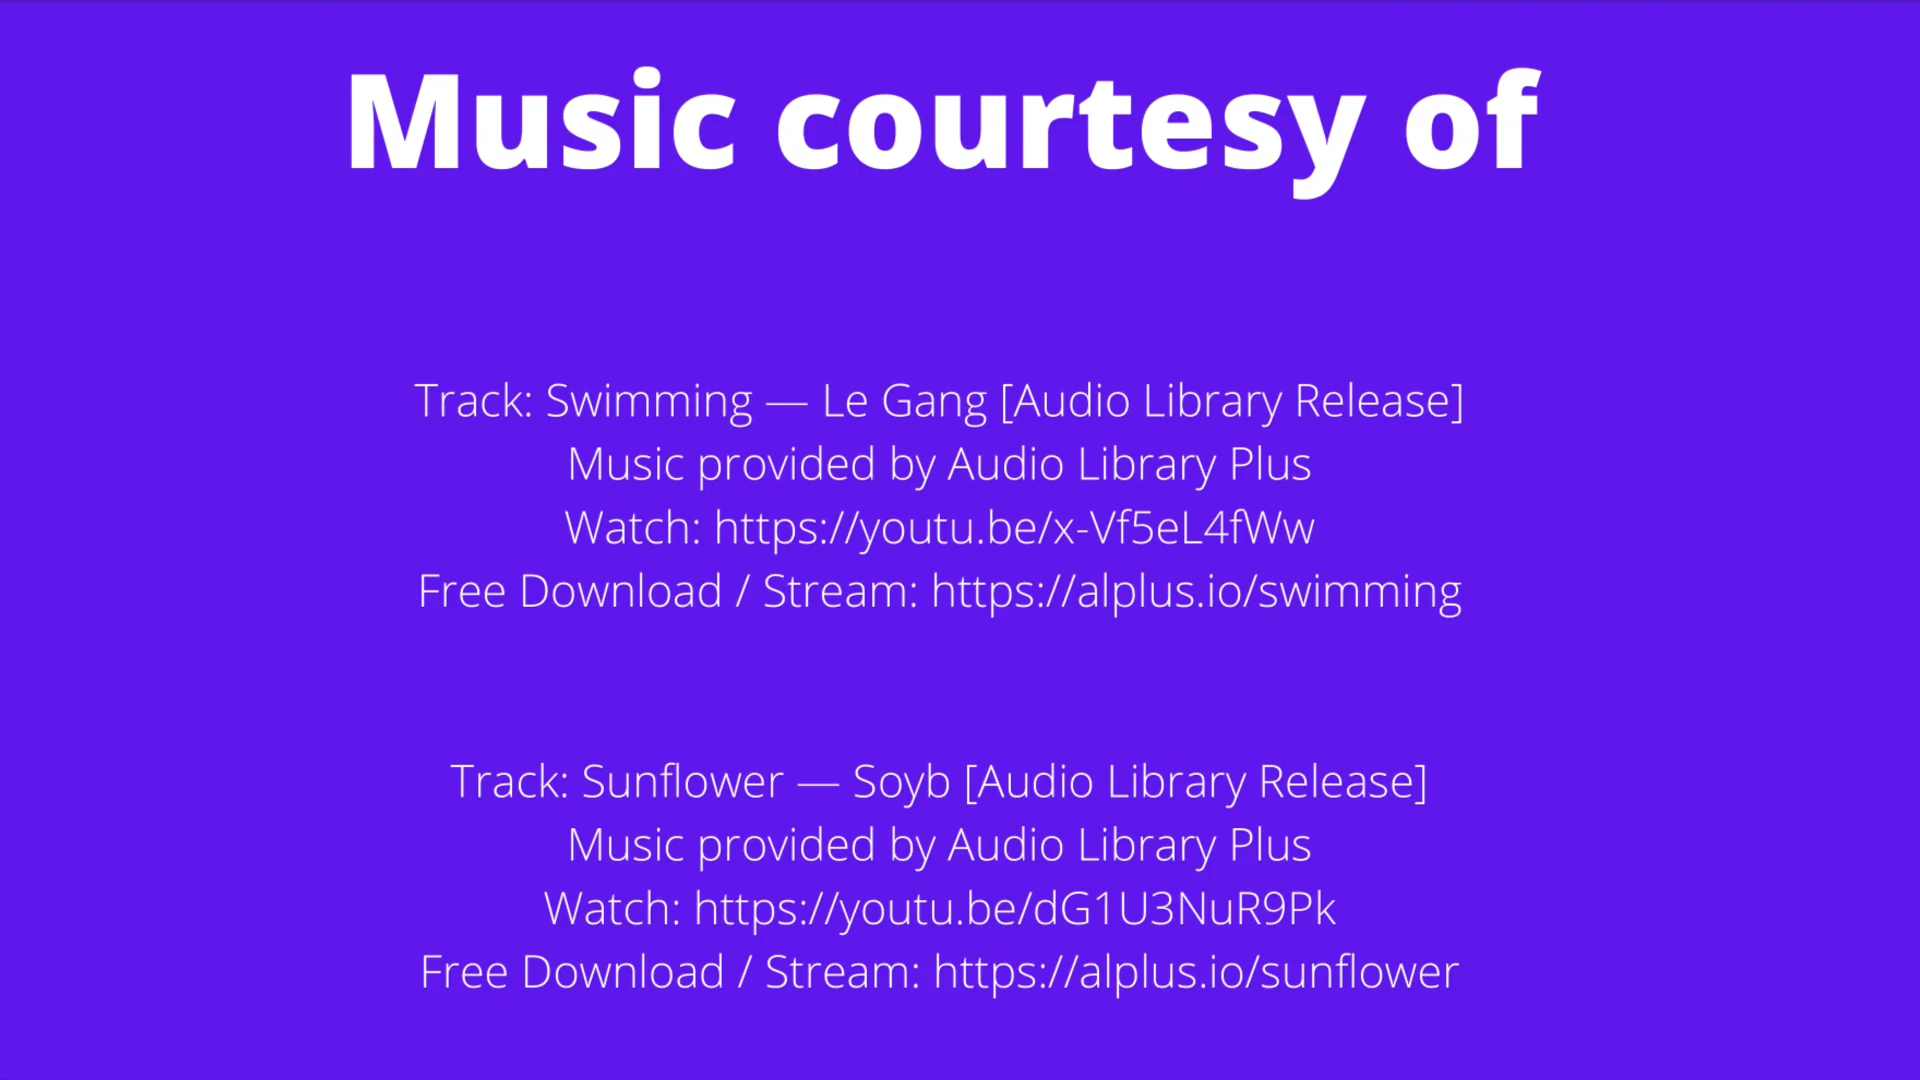 Music courtesy of
Track: Swimming — Le Gang [Audio Library Release]
Music provided by Audio Library Plus
Watch: https://youtu.be/x-Vf5eL4fWw
Free Download / Stream: https://alplus.io/swimming
Track: Sunflower — Soyb [Audio Library Release]
Music provided by Audio Library Plus
Watch: https://youtu.be/dG1U3NuR9Pk
Free Download / Stream: https://alplus.io/sunflower